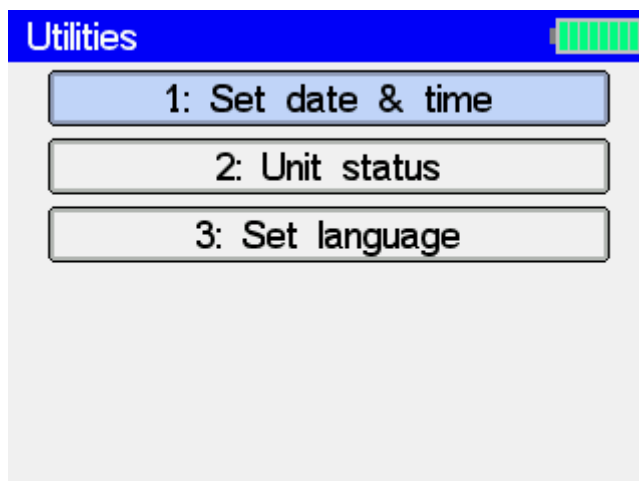 Utilities
1: Set date & time
2: Unit status
3: Set language